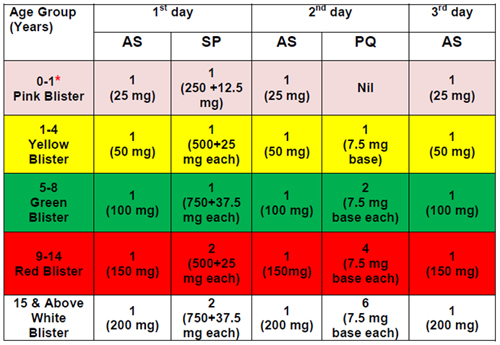 Age Group
(Years)
1st day
2nd day
3rd day
AS
SP
AS
PQ
AS
0-1*
Pink Blister
1
(25 mg)
1
(250 +12.5
mg)
1
(25 mg)
Nil
1
(25 mg)
1-4
Yellow
Blister
1
(50 mg)
1
(500+25
mg each)
1
(50 mg)
1
(7.5 mg
base)
1
(50 mg)
5-8
Green
Blister
1
(100 mg)
1
(750+37.5
mg each)
1
(100 mg)
2
(7.5 mg
base each)
1
(100 mg)
9-14
Red Blister
1
(150 mg)
2
(500+25
mg each)
1
(150mg)
4
(7.5 mg
base each)
1
(150 mg)
15 & Above
White
Blister
1
(200 mg)
2
(750+37.5
mg each)
1
(200 mg)
6
(7.5 mg
base each)
1
(200 mg)